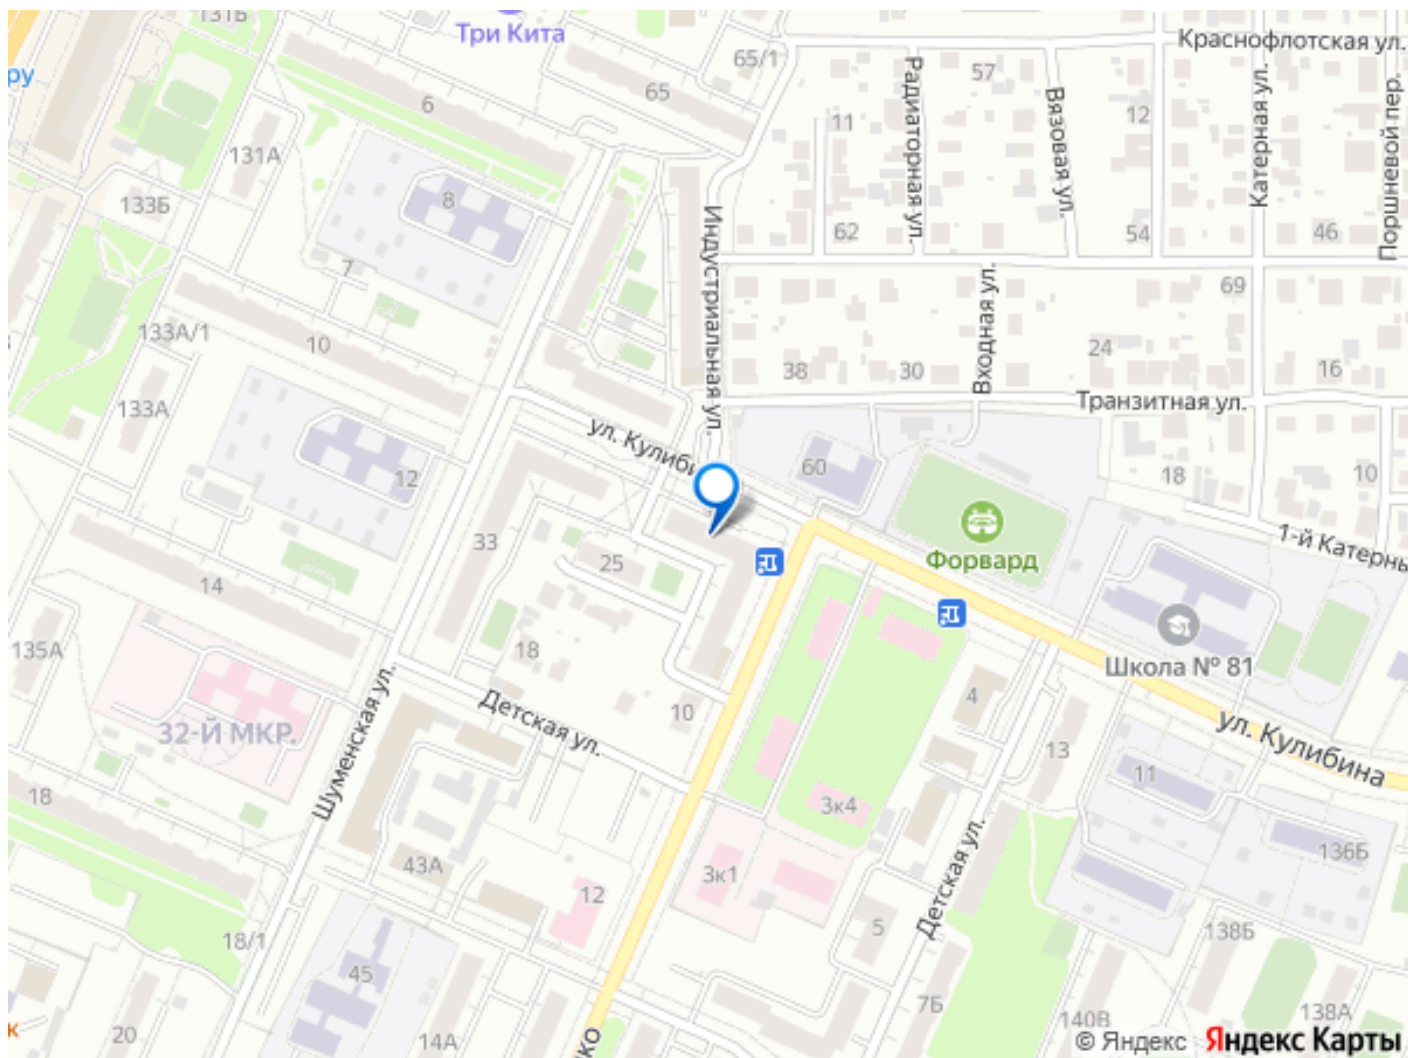 131Б
Три Кита
65/1
Краснофлотская ул.
ру
6
65
57
Радиаторная ул.
Вязовая ул.
12
Катерная ул.
Поршневой пер.
11
131А
133Б
8
Индустриальная ул.
62
54
46
7
69
133А/1
10
Входная ул.
24
38
30
16
133А
Транзитная ул.
ул. Кулиби
12
60
18
10
33
25
Форвард
1-й Катерны
14
18
135А
Школа № 81
4
10
32-Й МКР.
Шуменская ул.
Детская ул.
13
ул. Кулибина
11
18
3к4
136Б
43А
3к1
12
Детская ул.
5
18/1
138Б
45
7Б
к
20
14А
ко
140В
138А
© Яндекс Яндекс Карты